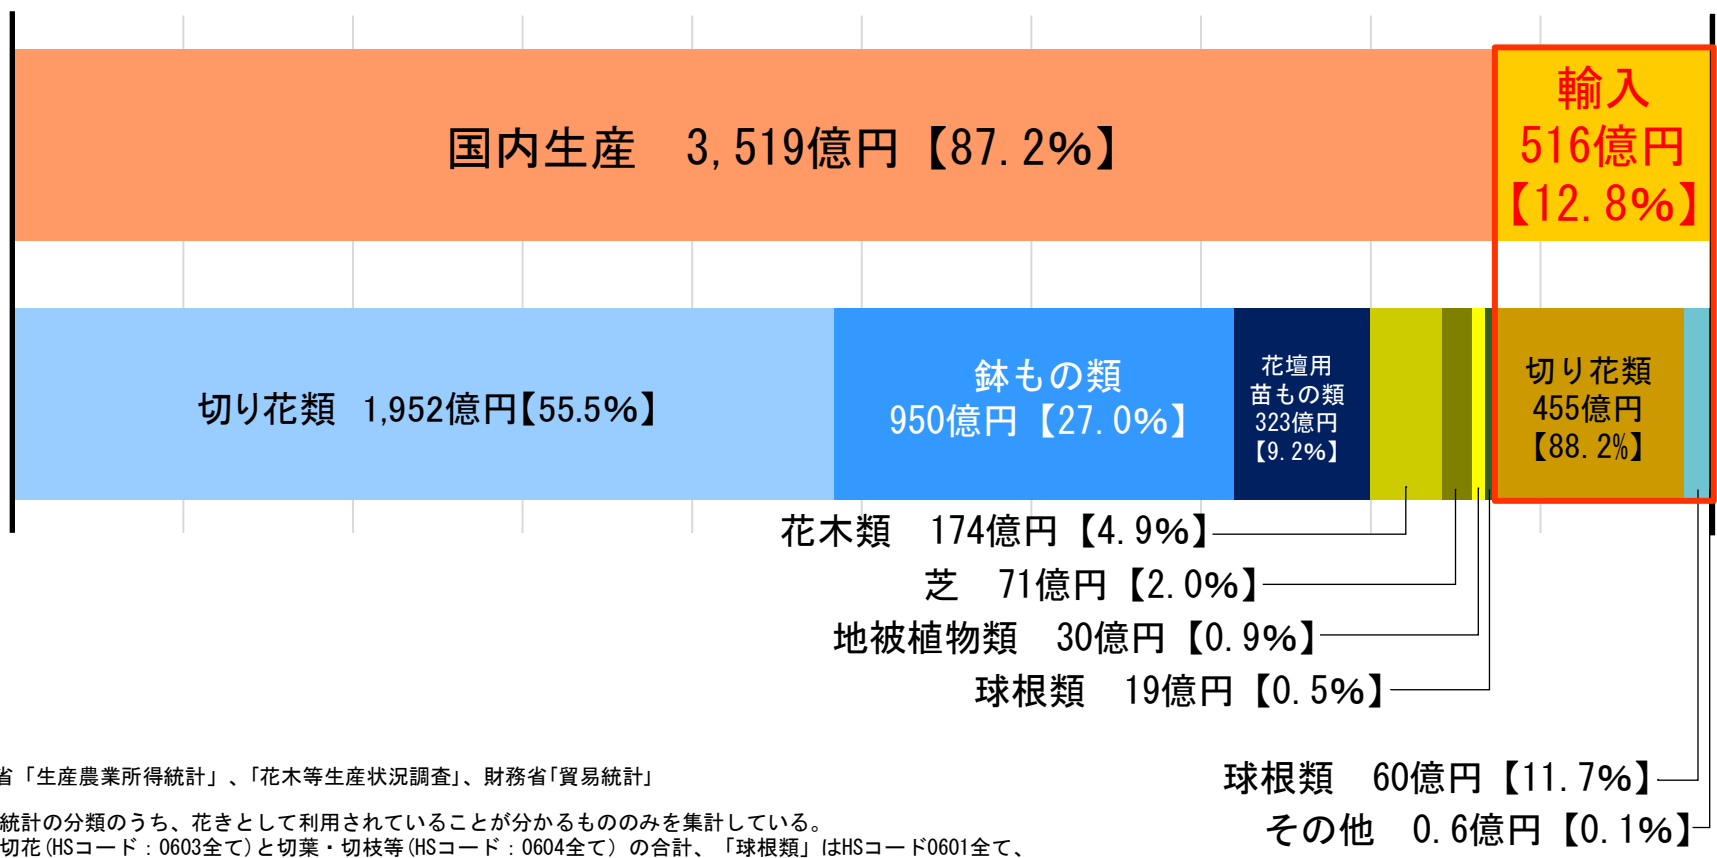 国内生産　3,519億円【87.2%】
輸入
516億円
【12.8%】
切り花類　1,952億円【55.5%】
鉢もの類
950億円【27.0%】
花壇用
苗もの類
323億円
【9.2%】
切り花類
455億円
【88.2%】
花木類　174億円【4.9%】
芝　71億円【2.0%】
地被植物類　30億円【0.9%】
球根類　19億円【0.5%】
球根類　60億円【11.7%】
その他　0.6億円【0.1%】
省「生産農業所得統計」、「花木等生産状況調査」、財務省「貿易統計」
統計の分類のうち、花きとして利用されていることが分かるもののみを集計している。
切花(HSコード：0603全て)と切葉・切枝等(HSコード：0604全て) の合計、「球根類」はHSコード0601全て、